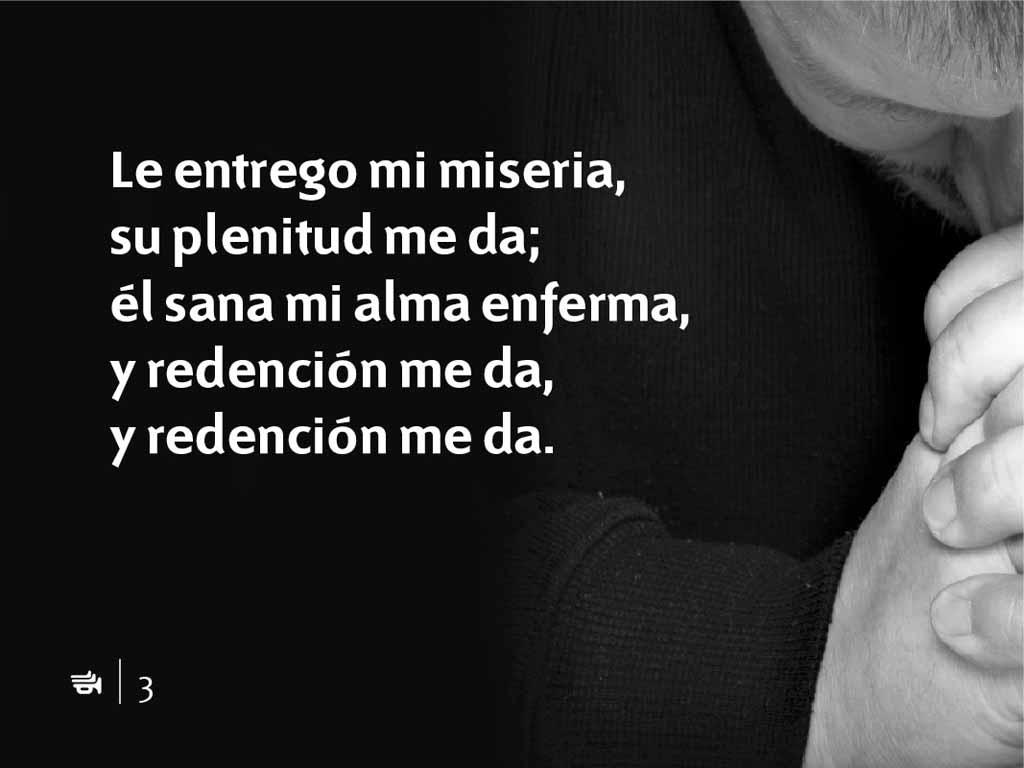 Le entrego mi miseria,
su plenitud me da;
él sana mi alma enferma,
y redención me da,
y redención me da.
3